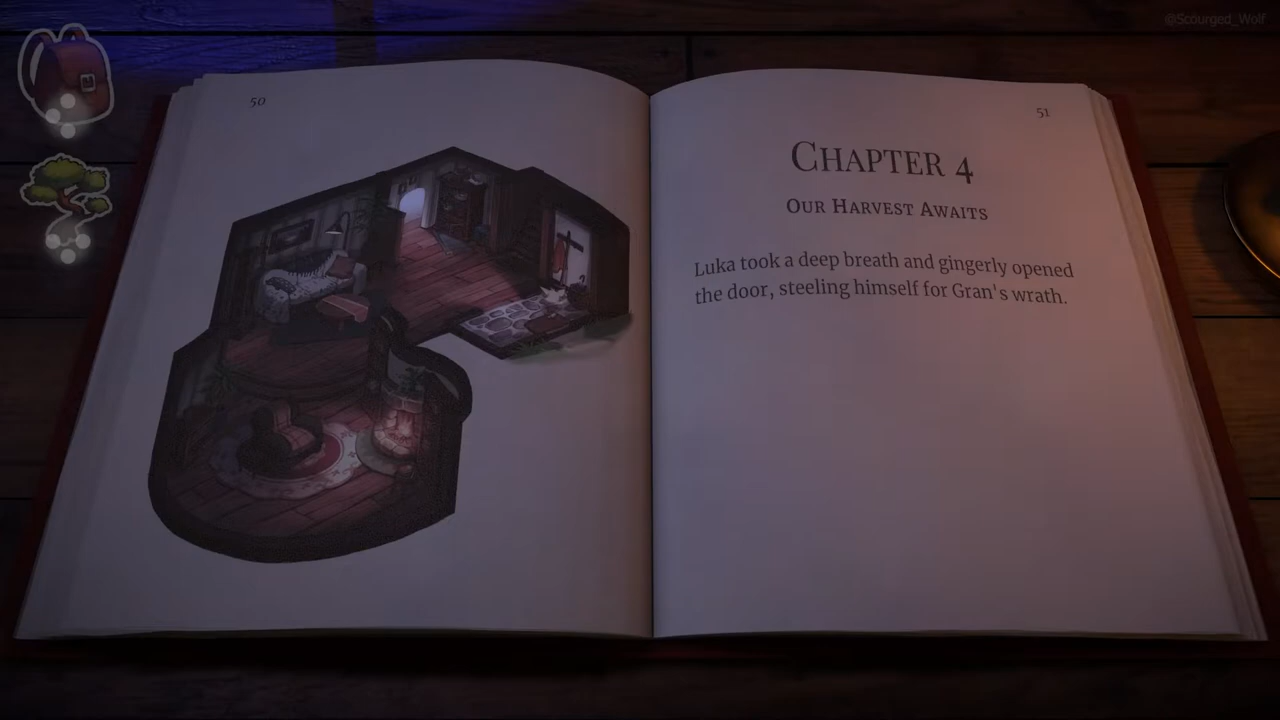 @Scourged_Wolf
50
51
Chapter 4
Our Harvest Awaits
Luka took a deep breath and gingerly opened
the door, steeling himself for Gran's wrath.